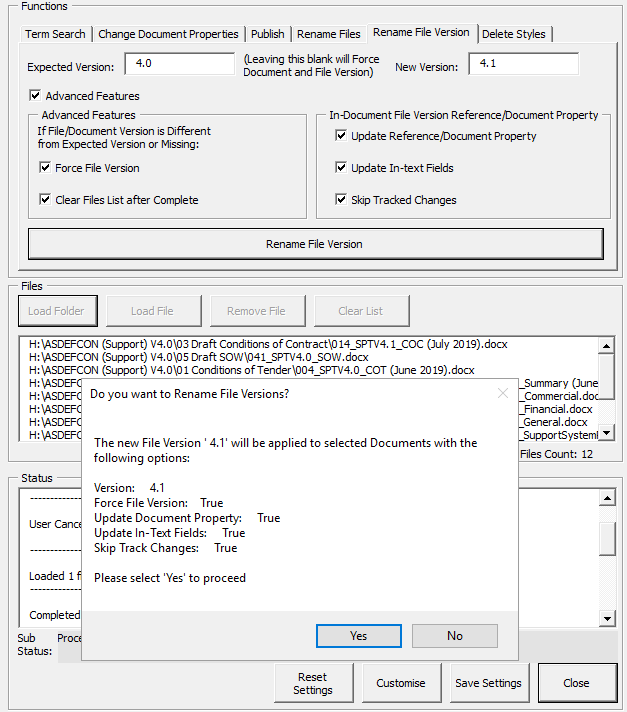 Functions
Term Search
Change Document Properties
Publish
Rename Files
Rename File Version
Delete Styles
Expected Version:
4.0
(Leaving this blank will Force
Document and File Version)
New Version:
4.1
Advanced Features
Advanced Features
If File/Document Version is Different
from Expected Version or Missing:
Force File Version
Clear Files List after Complete
In-Document File Version Reference/Document Property
Update Reference/Document Property
Update In-text Fields
Skip Tracked Changes
Rename File Version
Files
Load Folder
Load File
Remove File
Clear List
H:\ASDEFCON (Support) V4.0\03 Draft Conditions of Contract\014_SPTV4.1_COC (July 2019).docx
H:\ASDEFCON (Support) V4.0\05 Draft SOW\041_SPTV4.0_SOW.docx
H:\ASDEFCON (Support) V4.0\01 Conditions of Tender\004_SPTV4.0_COT (June 2019).docx
H:\ASDEF
_Summary (June
H:\ASDEF
_Commercial.doc
H:\ASDEF
_Financial.docx
H:\ASDEF
_General.docx
H:\ASDEF
_SupportSystem
Files Count: 12
Do you want to Rename File Versions?
The new File Version ' 4.1' will be applied to selected Documents with the
following options:
Version: 4.1
Force File Version: True
Update Document Property: True
Update In-Text Fields: True
Skip Track Changes: True
Please select 'Yes' to proceed
Yes
No
Status
----------------
User Cance
----------------
Loaded 1 f
----------------
Completed
Sub
Status:
Proce
Reset
Settings
Customise
Save Settings
Close